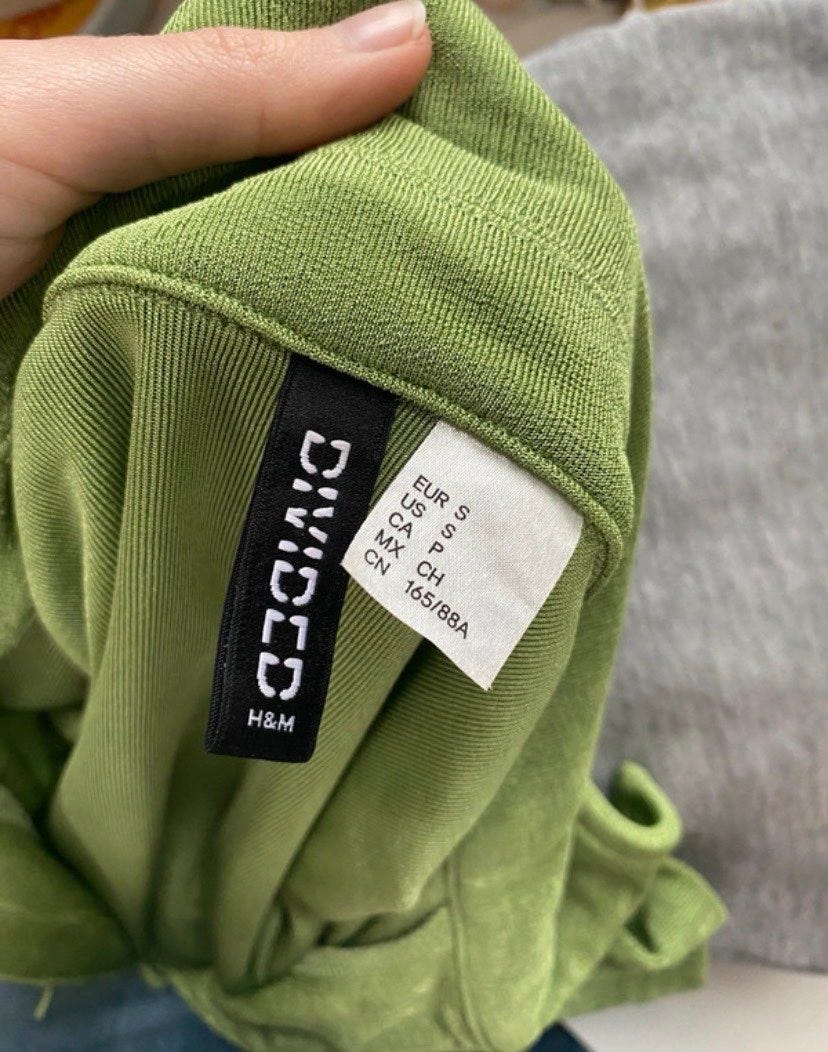 DIVIDED
H&M
EUR S
US S
CA P
MX CH
CN 165/88A